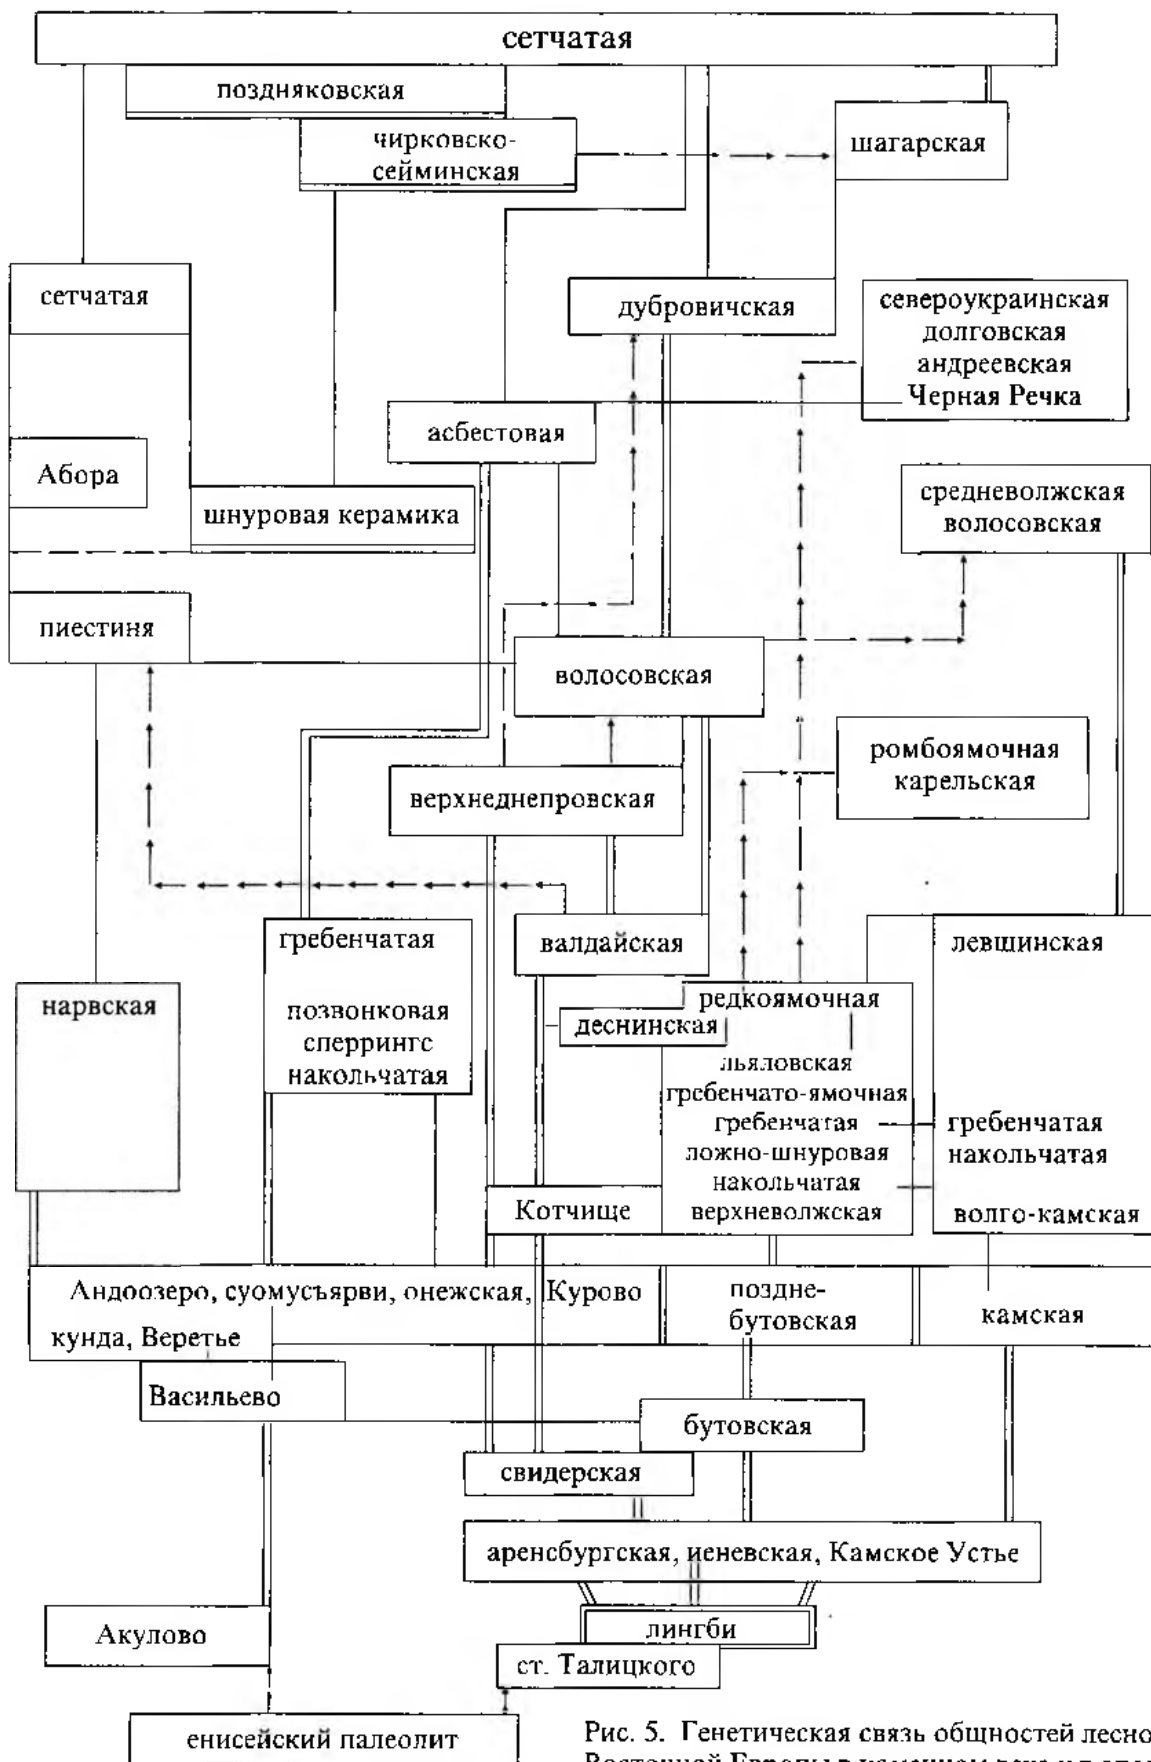 сетчатая
поздняковская
чирковско-
сейминская
шагарская
сетчатая
дубровичская
североукраинская
долговская
андреевская
Черная Речка
асбестовая
Абора
шнуровая керамика
средневолжская
волосовская
пиестиня
волосовская
ромбоямочная
карельская
верхнеднепровская
гребенчатая
позвонковая
сперрингс
накольчатая
валдайская
левшинская
нарвская
редкоямочная
деснинская
льяловская
гребенчато-ямочная
гребенчатая
ложно-шнуровая
накольчатая
верхневолжская
гребенчатая
накольчатая
волго-камская
Котчище
Андоозеро, суомусъярви, онежская, Курово
кунда, Веретье
поздне-
бутовская
камская
Васильево
бутовская
свидерская
аренсбургская, иеневская, Камское Устье
лингби
Акулово
ст. Талицкого
енисейский палеолит
Рис. 5. Генетическая связь общностей лесно